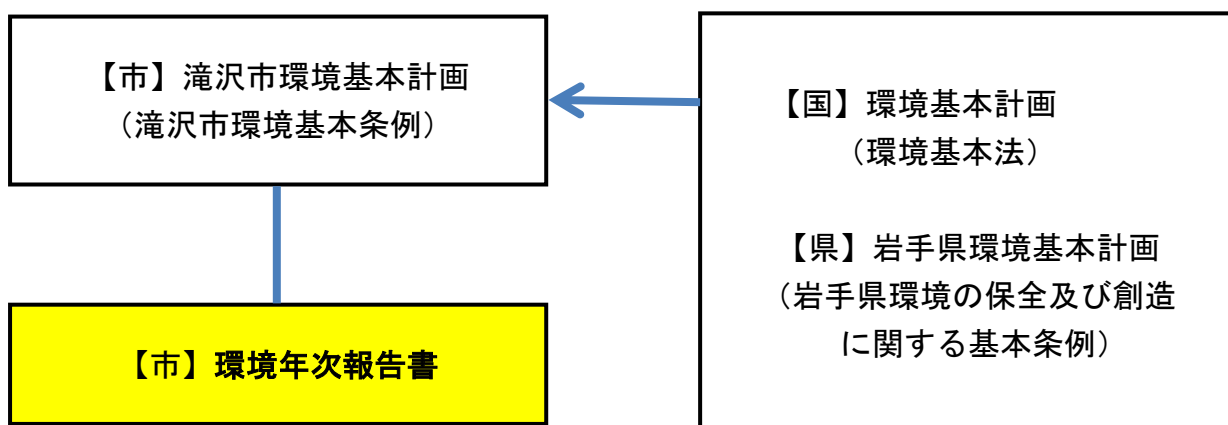 【市】滝沢市環境基本計画
（滝沢市環境基本条例）
【市】環境年次報告書
【国】環境基本計画
（環境基本法）
【県】岩手県環境基本計画
（岩手県環境の保全及び創造
に関する基本条例）